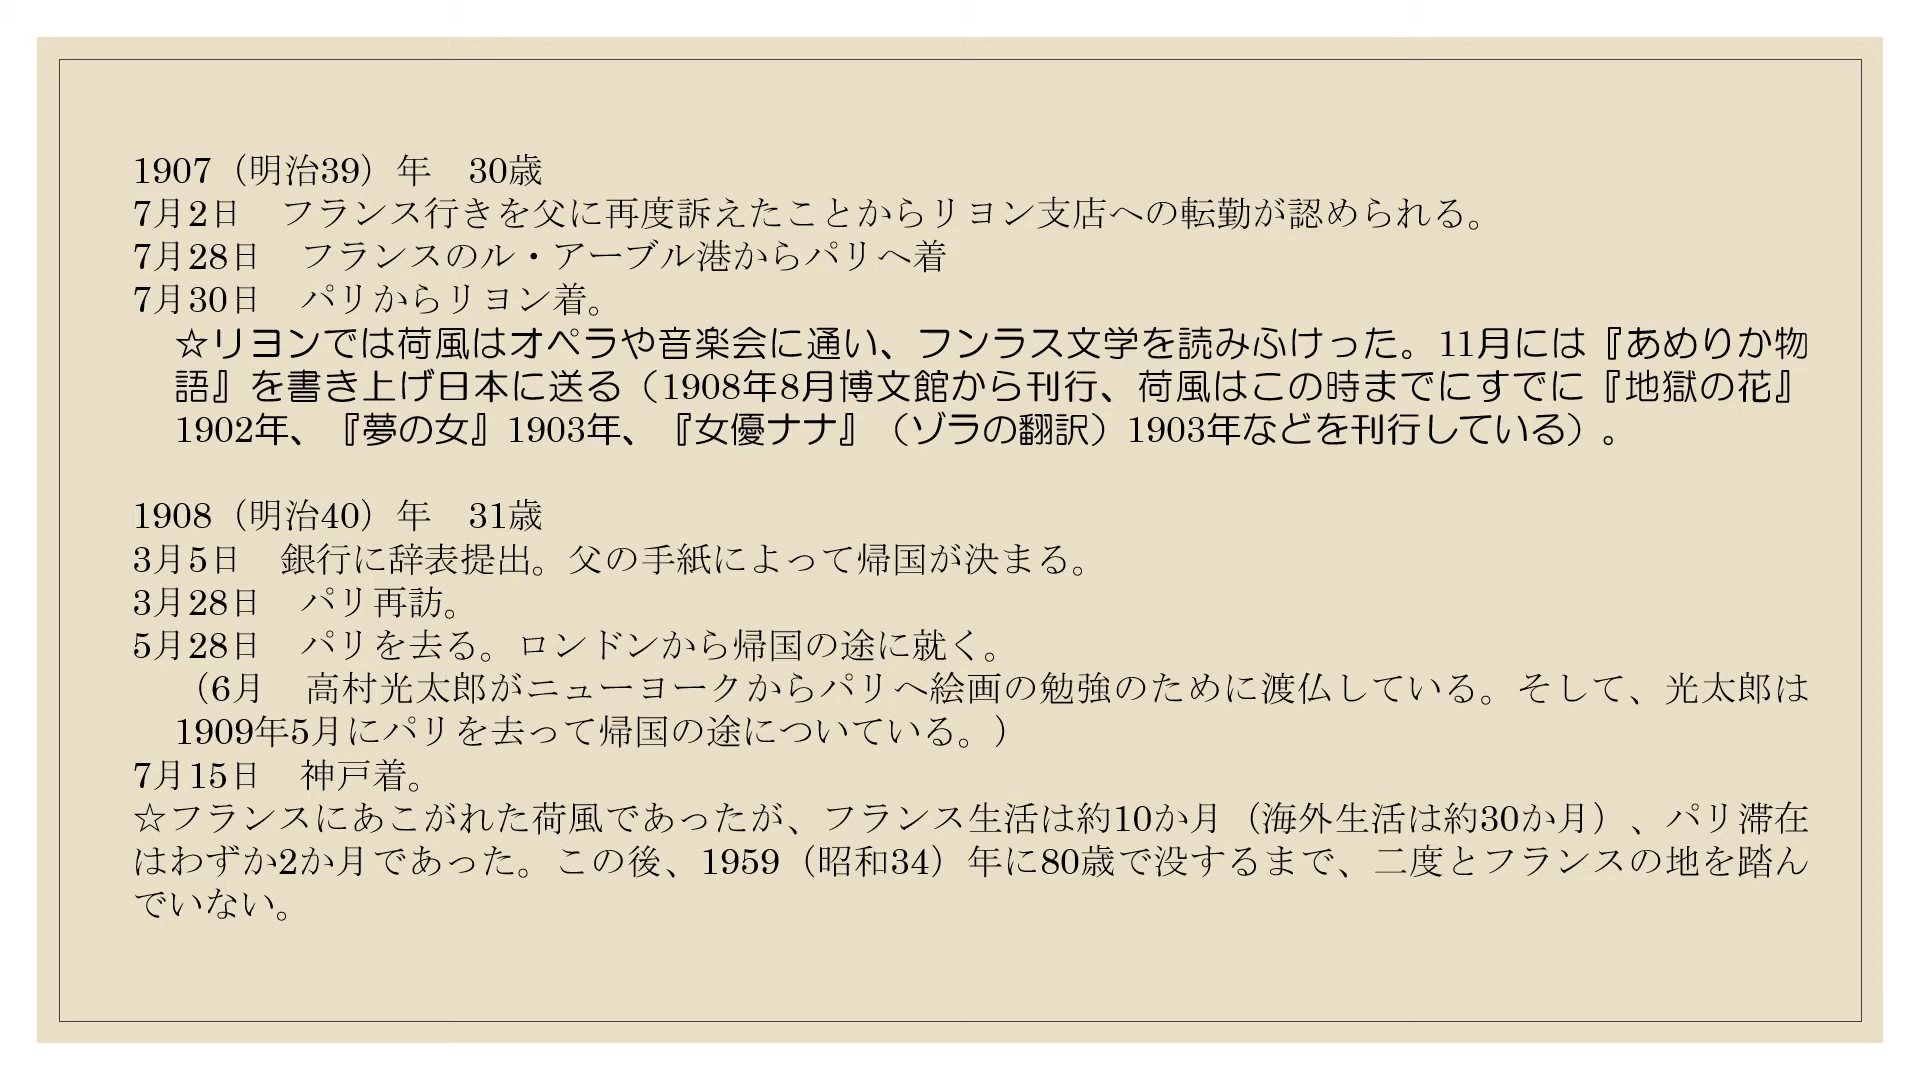 1907（明治39）年　30歳
7月2日　フランス行きを父に再度訴えたことからリヨン支店への転勤が認められる。
7月28日　フランスのル・アーブル港からパリへ着
7月30日　パリからリヨン着。
☆リヨンでは荷風はオペラや音楽会に通い、フンラス文学を読みふけった。11月には『あめりか物
語』を書き上げ日本に送る（1908年8月博文館から刊行、荷風はこの時までにすでに『地獄の花』
1902年、『夢の女』1903年、『女優ナナ』（ゾラの翻訳）1903年などを刊行している）。
1908（明治40）年　31歳
3月5日　銀行に辞表提出。父の手紙によって帰国が決まる。
3月28日　パリ再訪。
5月28日　パリを去る。ロンドンから帰国の途に就く。
（6月　高村光太郎がニューヨークからパリへ絵画の勉強のために渡仏している。そして、光太郎は
1909年5月にパリを去って帰国の途についている。）
7月15日　神戸着。
☆フランスにあこがれた荷風であったが、フランス生活は約10か月（海外生活は約30か月）、パリ滞在
はわずか2か月であった。この後、1959（昭和34）年に80歳で没するまで、二度とフランスの地を踏ん
でいない。